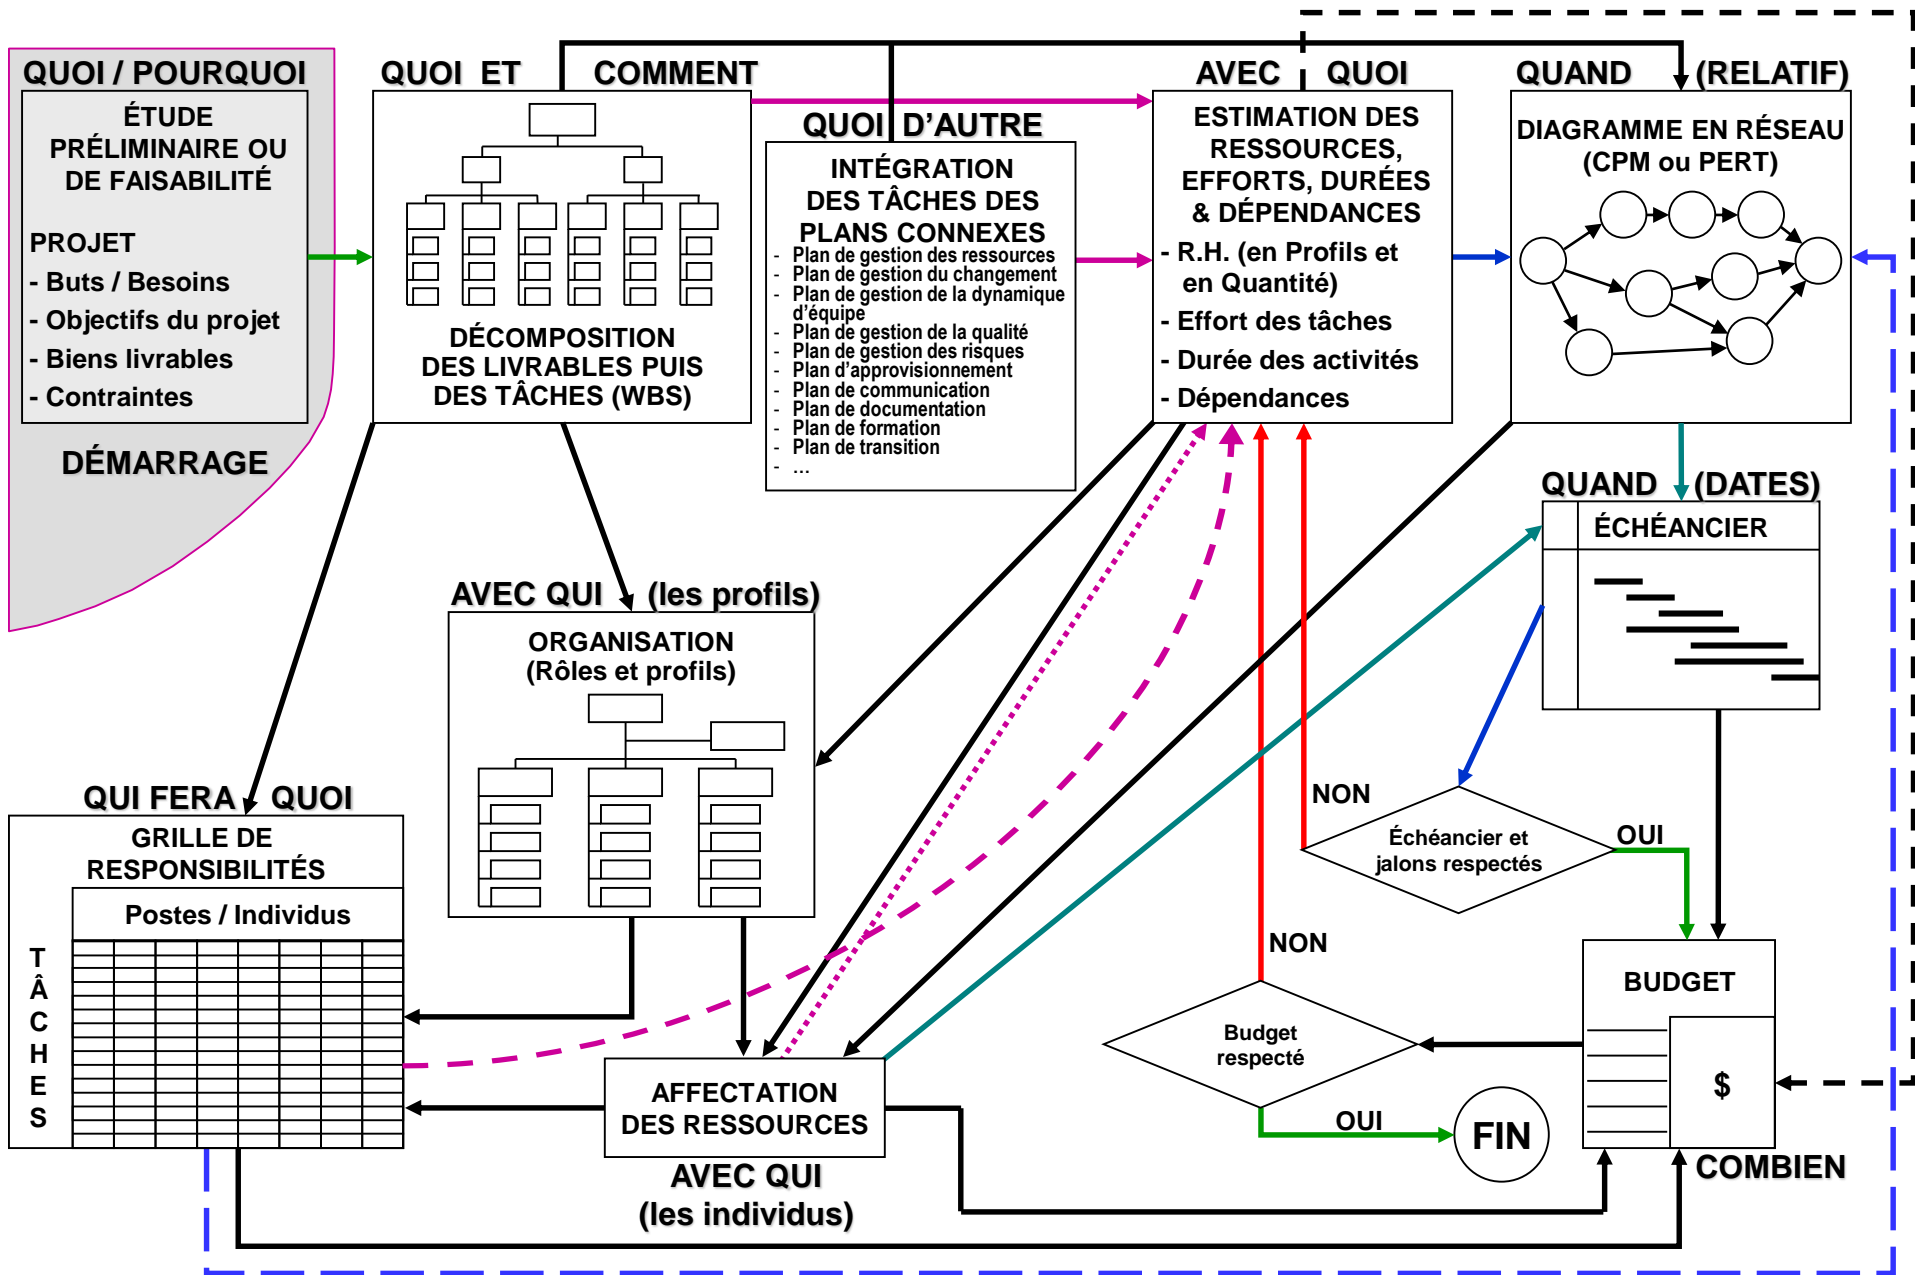 QUOI / POURQUOI
ÉTUDE
PRÉLIMINAIRE OU
DE FAISABILITÉ
PROJET
- Buts / Besoins
- Objectifs du projet
- Biens livrables
- Contraintes
DÉMARRAGE
QUOI ET COMMENT
DÉCOMPOSITION
DES LIVRABLES PUIS
DES TÂCHES (WBS)
QUOI D'AUTRE
INTÉGRATION
DES TÂCHES DES
PLANS CONNEXES
- Plan de gestion des ressources
- Plan de gestion du changement
- Plan de gestion de la dynamique
d'équipe
- Plan de gestion de la qualité
- Plan de gestion des risques
- Plan d'approvisionnement
- Plan de communication
- Plan de documentation
- Plan de formation
- Plan de transition
- ...
AVEC QUOI
ESTIMATION DES
RESSOURCES,
EFFORTS, DURÉES
& DÉPENDANCES
- R.H. (en Profils et
en Quantité)
- Effort des tâches
- Durée des activités
- Dépendances
QUAND (RELATIF)
DIAGRAMME EN RÉSEAU
(CPM ou PERT)
QUAND (DATES)
ÉCHÉANCIER
AVEC QUI (les profils)
ORGANISATION
(Rôles et profils)
QUI FERA QUOI
GRILLE DE
RESPONSIBILITÉS
Postes / Individus
T
Â
C
H
E
S
AFFECTATION
DES RESSOURCES
AVEC QUI
(les individus)
NON
Échéancier et
jalons respectés
OUI
NON
Budget
respecté
OUI
FIN
BUDGET
$
COMBIEN